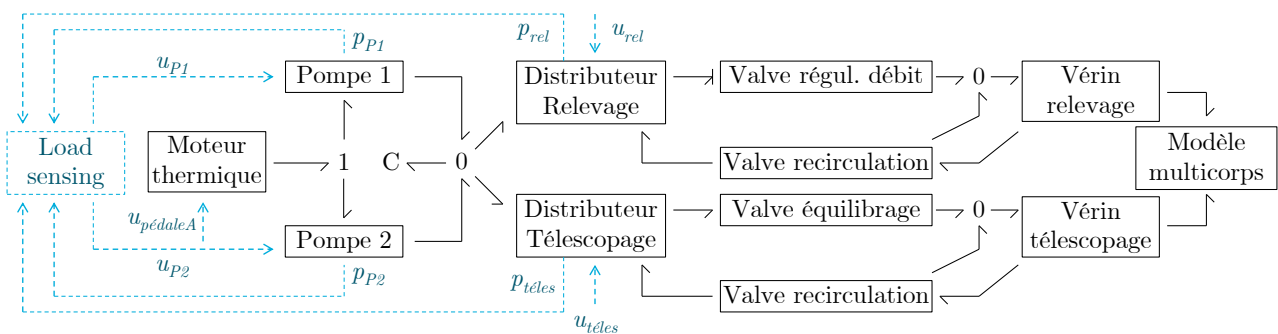 p_rel
u_rel
p_P1
u_P1
Pompe 1
Distributeur
Relevage
Valve régul. débit
0
Vérin
relevage
Load
sensing
Moteur
thermique
1
C
0
Valve recirculation
Modèle
multicorps
u_pédaleA
Pompe 2
Distributeur
Télescopage
Valve équilibrage
0
Vérin
télescopage
u_P2
p_P2
p_téles
Valve recirculation
u_téles